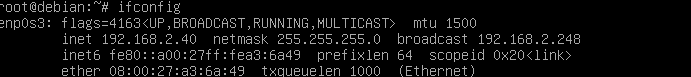 root@debian:~# ifconfig
enp0s3: flags=4163<UP,BROADCAST,RUNNING,MULTICAST>  mtu 1500
        inet 192.168.2.40  netmask 255.255.255.0  broadcast 192.168.2.248
        inet6 fe80::a00:27ff:fea3:6a49  prefixlen 64  scopeid 0x20<link>
        ether 08:00:27:a3:6a:49  txqueuelen 1000  (Ethernet)